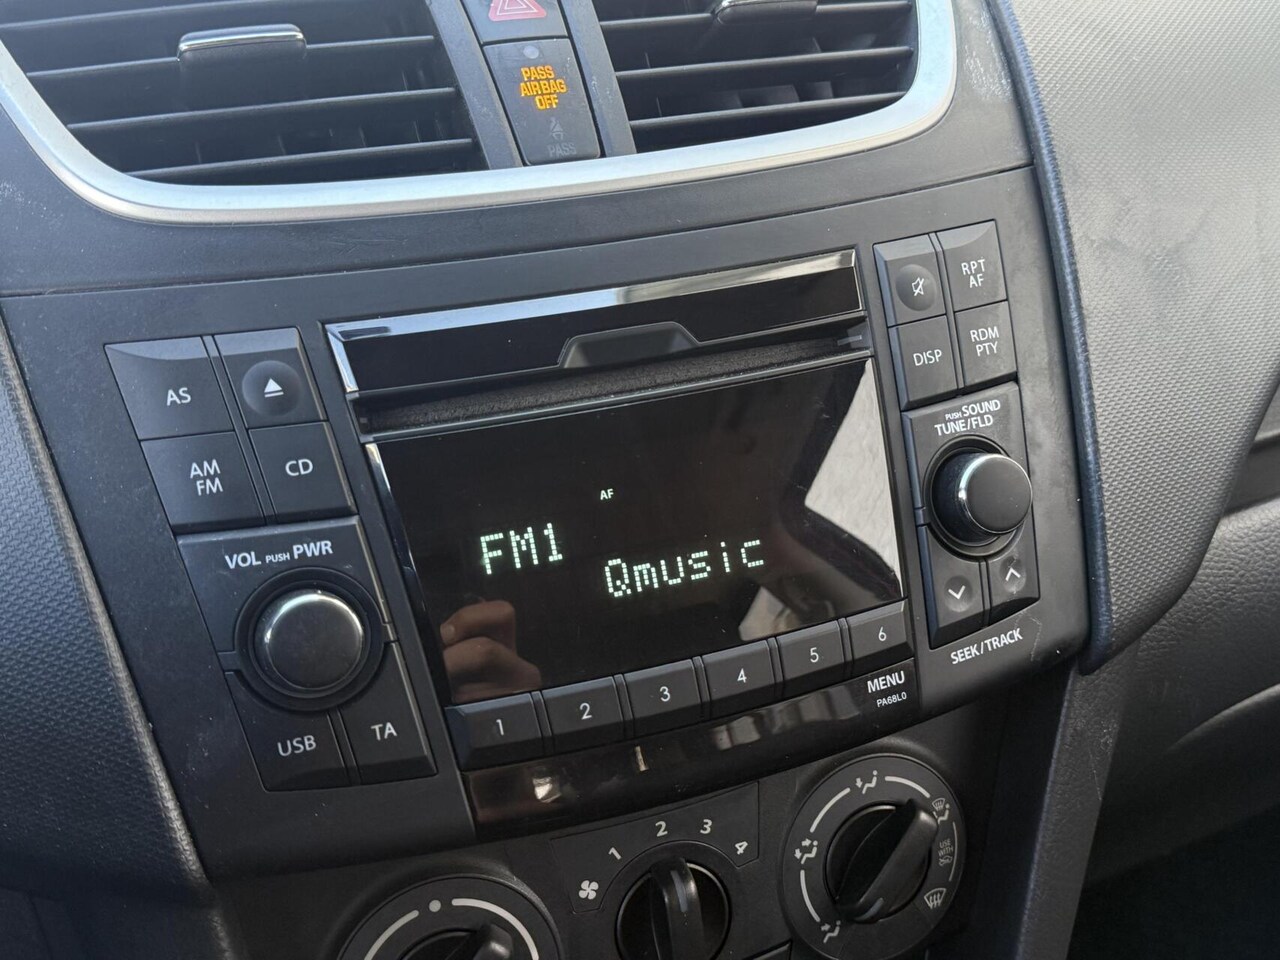 PASS
AIR BAG
OFF
PASS
RPT
AF
DISP
RDM
PTY
AS
AM
FM
CD
PUSH SOUND
TUNE/FLD
VOL PUSH PWR
AF
FM1
Qmusic
1
2
3
4
5
6
MENU
PA68L0
SEEK/TRACK
USB
TA
1
2
3
4
USE
WITH